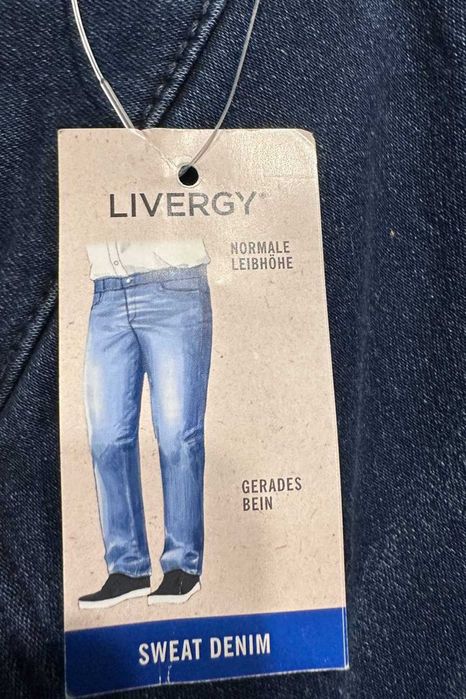 LIVERGY®
NORMALE
LEIBHÖHE
GERADES
BEIN
SWEAT DENIM